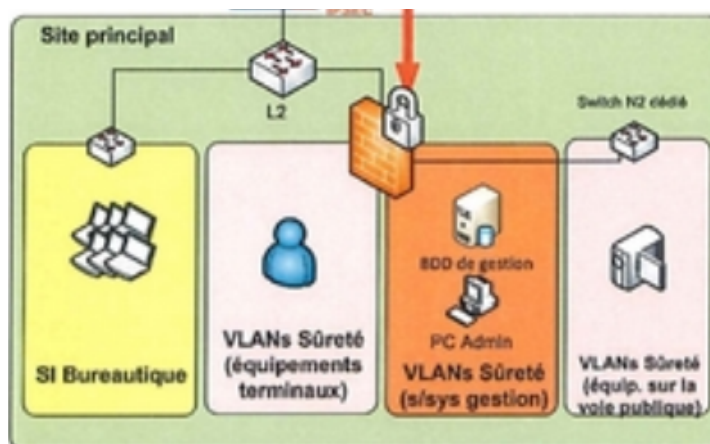 Site principal
L2
Switch N2 dédié
BDD de gestion
PC Admin
SI Bureautique
VLANs Sûreté
(équipements
terminaux)
VLANs Sûreté
(s/sys gestion)
VLANs Sûreté
(équip. sur la
voie publique)